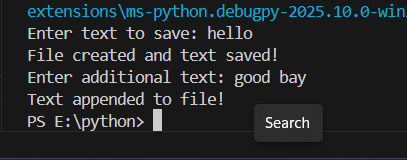 extensions\ms-python.debugpy-2025.10.0-win
Enter text to save: hello
File created and text saved!
Enter additional text: good bay
Text appended to file!
PS E:\python>
Search